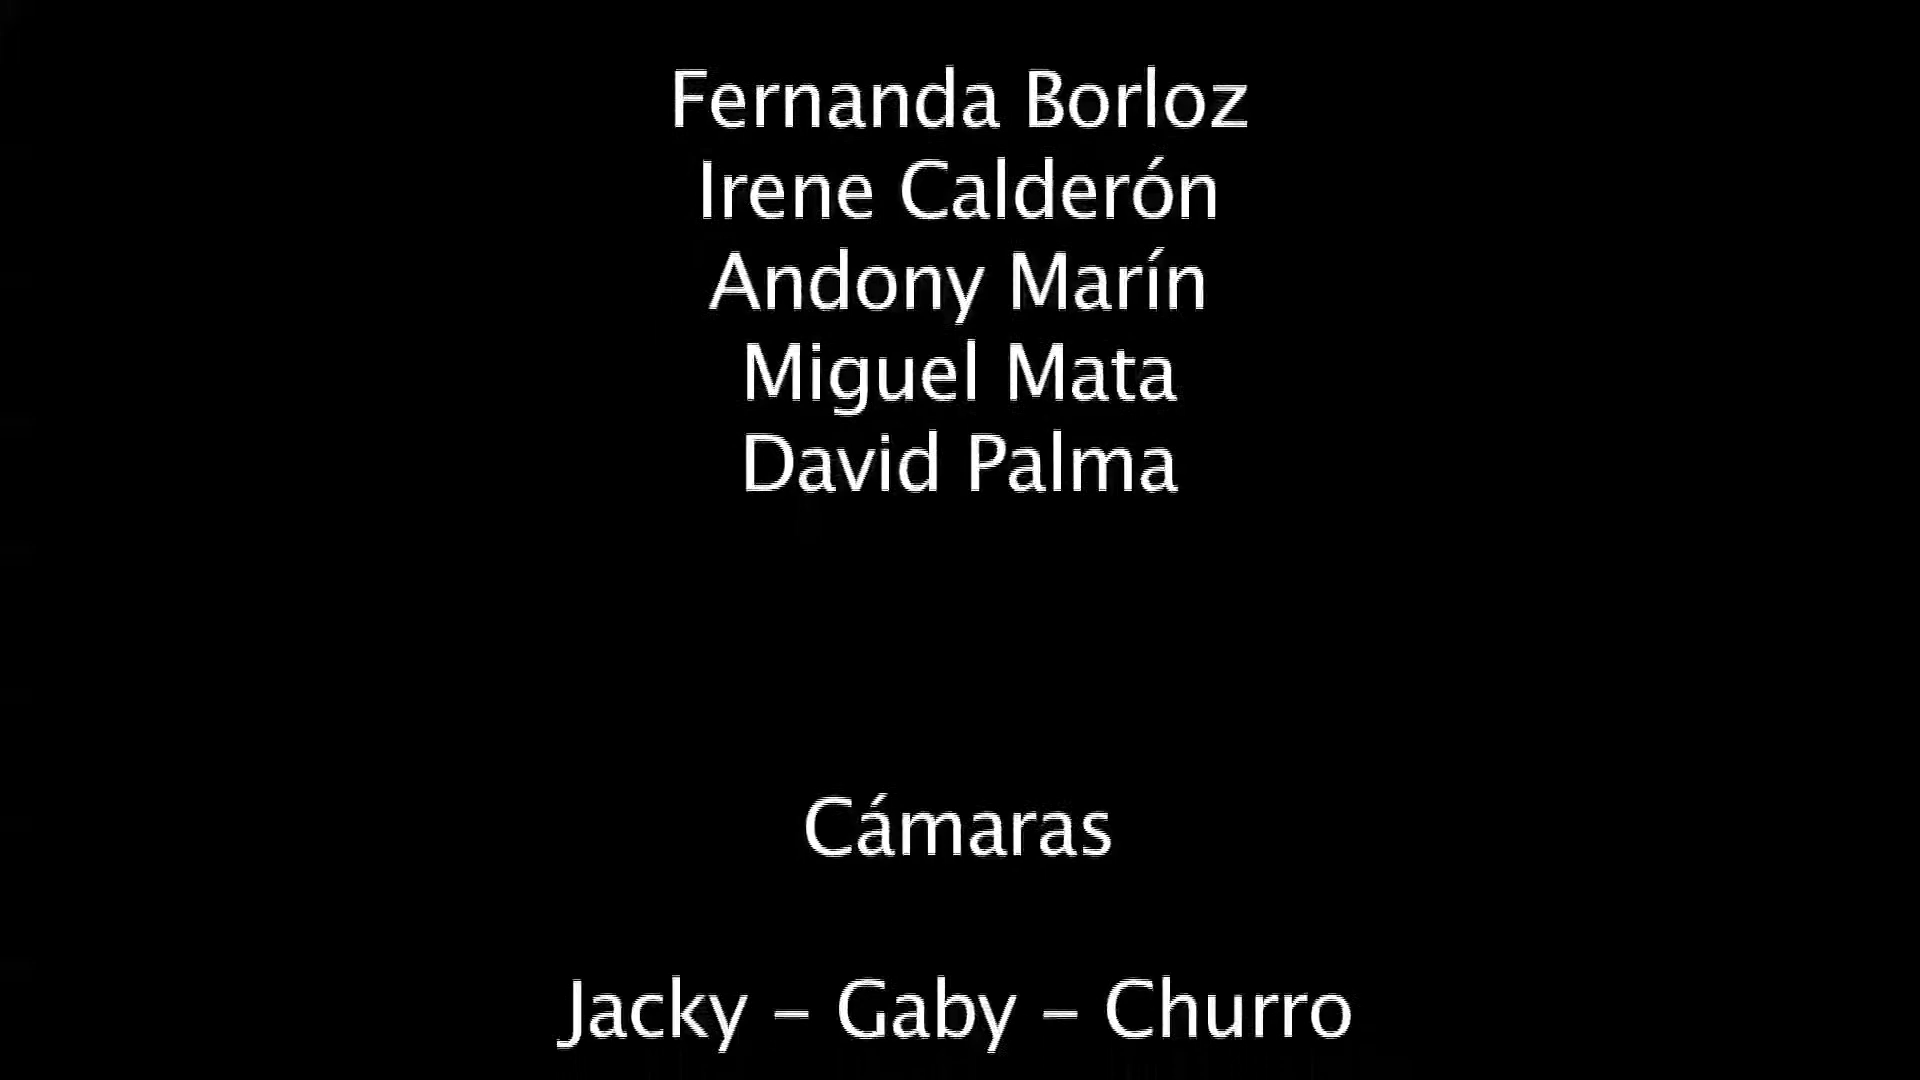 Fernanda Borloz
Irene Calderón
Andony Marín
Miguel Mata
David Palma
Cámaras
Jacky - Gaby - Churro